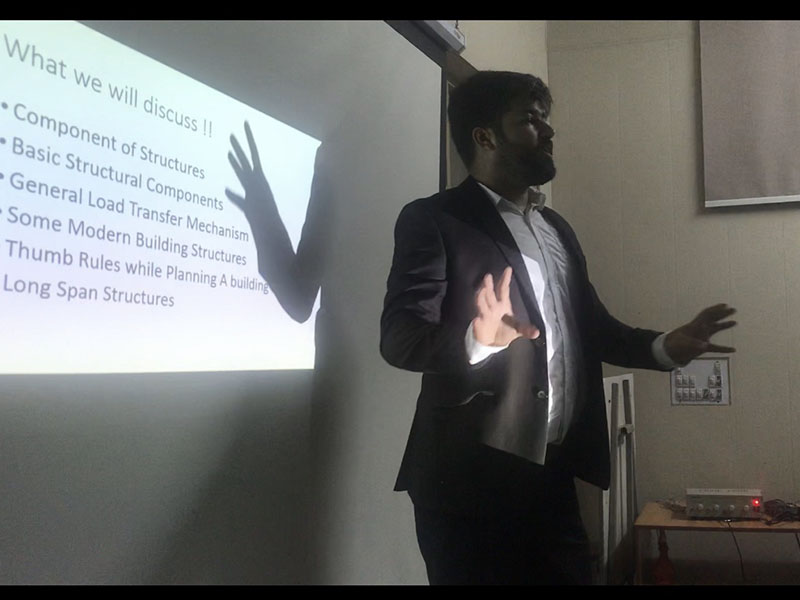 What we will discuss !!
• Component of Structures
• Basic Structural Components
• General Load Transfer Mechanism
• Some Modern Building Structures
Thumb Rules while Planning A building
Long Span Structures